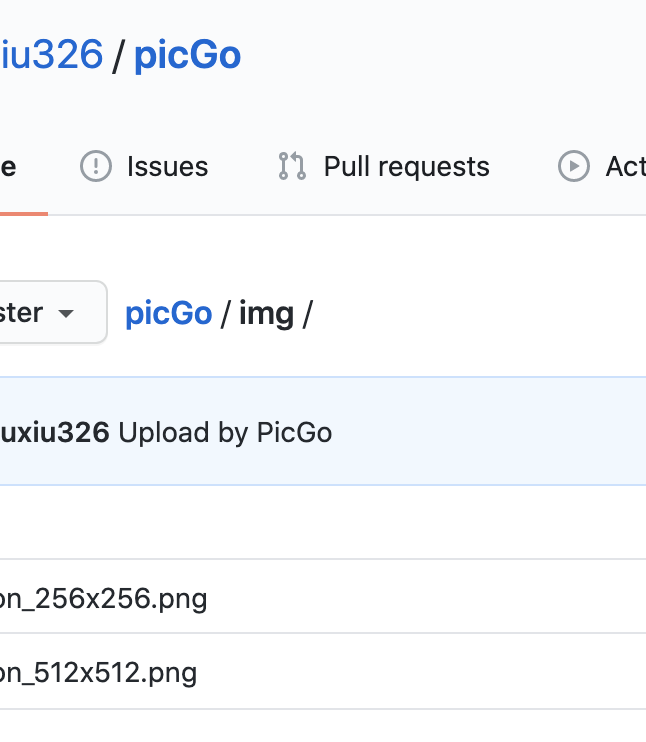 iu326 / picGo
e Issues Pull requests Act
ster picGo / img /
uxiu326 Upload by PicGo
on_256x256.png
on_512x512.png